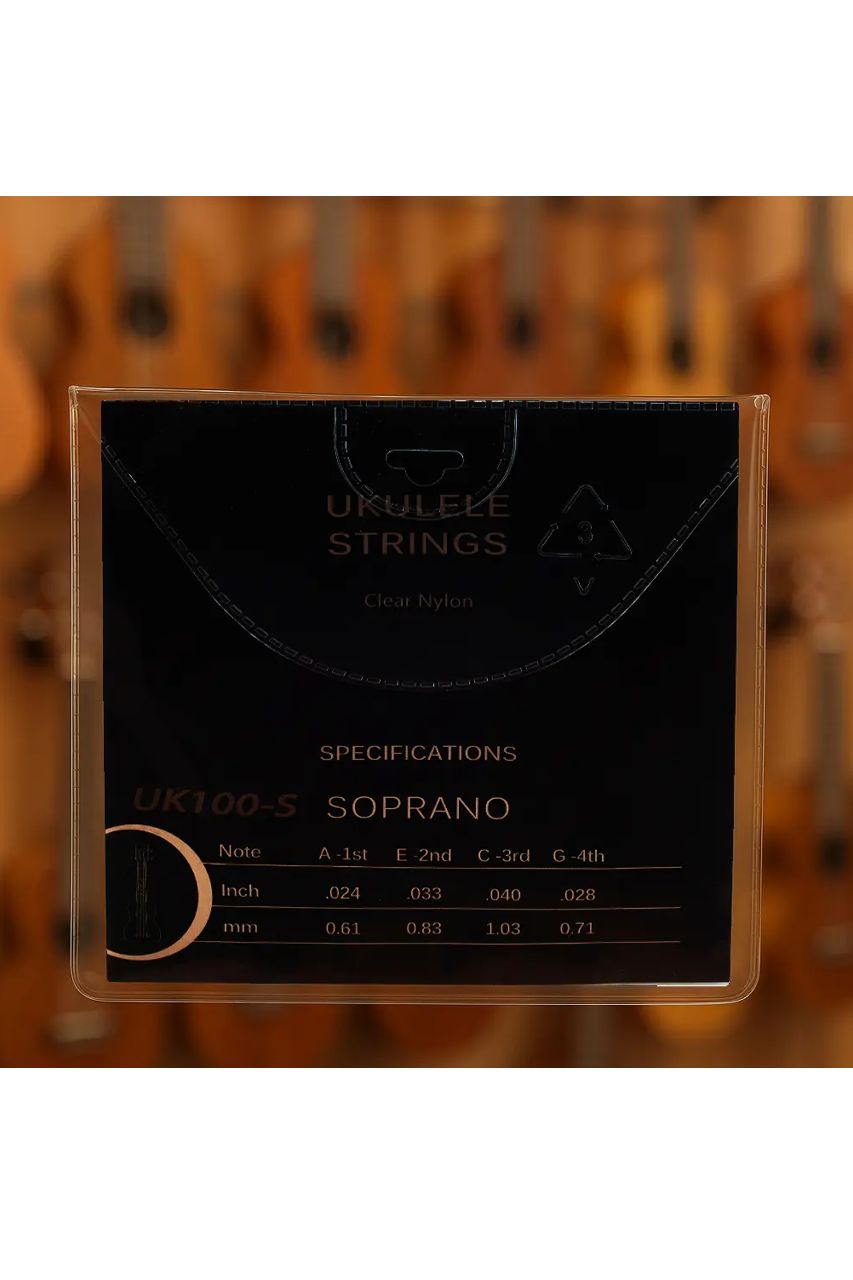 UKULELE
STRINGS
3
V
Clear Nylon
SPECIFICATIONS
UK100-S SOPRANO
Note A -1st E -2nd C -3rd G -4th
Inch .024 .033 .040 .028
mm 0.61 0.83 1.03 0.71